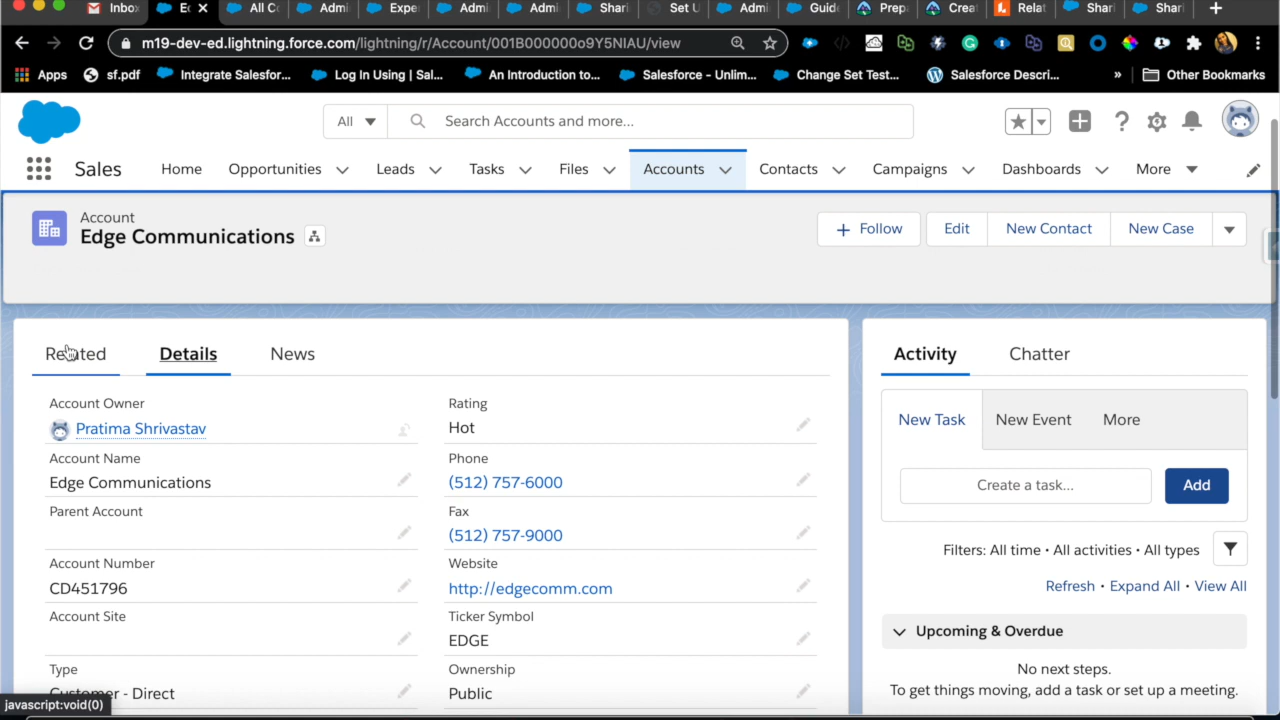 Inbo E All C Admi Expe Admi Admi Shari Set U Admi Guide Prep Creat Relat Shari Shari
m19-dev-ed.lightning.force.com/lightning/r/Account/001B000000o9Y5NIAU/view
Apps sf.pdf Integrate Salesfor... Log In Using | Sal... An Introduction to... Salesforce - Unlim... Change Set Test... Salesforce Descri... » Other Bookmarks
All Search Accounts and more...
Sales Home Opportunities Leads Tasks Files Accounts Contacts Campaigns Dashboards More
Account
Edge Communications
+ Follow Edit New Contact New Case
Related Details News
Activity Chatter
Account Owner Rating
Pratima Shrivastav Hot
New Task New Event More
Account Name Phone
Edge Communications (512) 757-6000
Create a task... Add
Parent Account Fax
(512) 757-9000
Filters: All time • All activities • All types
Account Number Website
CD451796 http://edgecomm.com
Refresh • Expand All • View All
Account Site Ticker Symbol
EDGE
Upcoming & Overdue
Type Ownership
Customer - Direct Public
No next steps.
To get things moving, add a task or set up a meeting.
javascript:void(0)